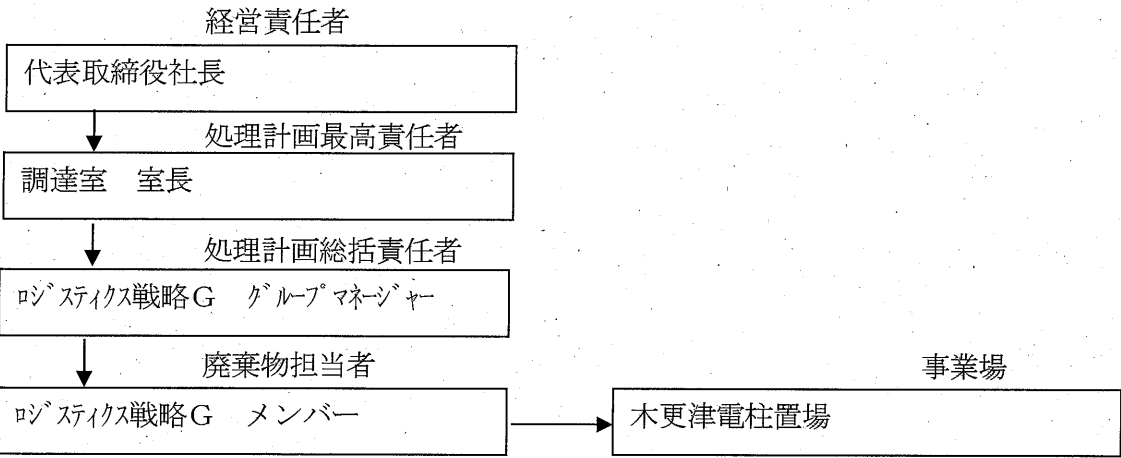 経営責任者
代表取締役社長
処理計画最高責任者
調達室　室長
処理計画総括責任者
ﾛｼﾞｽﾃｨｸｽ戦略G　ｸﾞﾙｰﾌﾟﾏﾈｰｼﾞｬｰ
廃棄物担当者
ﾛｼﾞｽﾃｨｸｽ戦略G　メンバー
事業場
木更津電柱置場